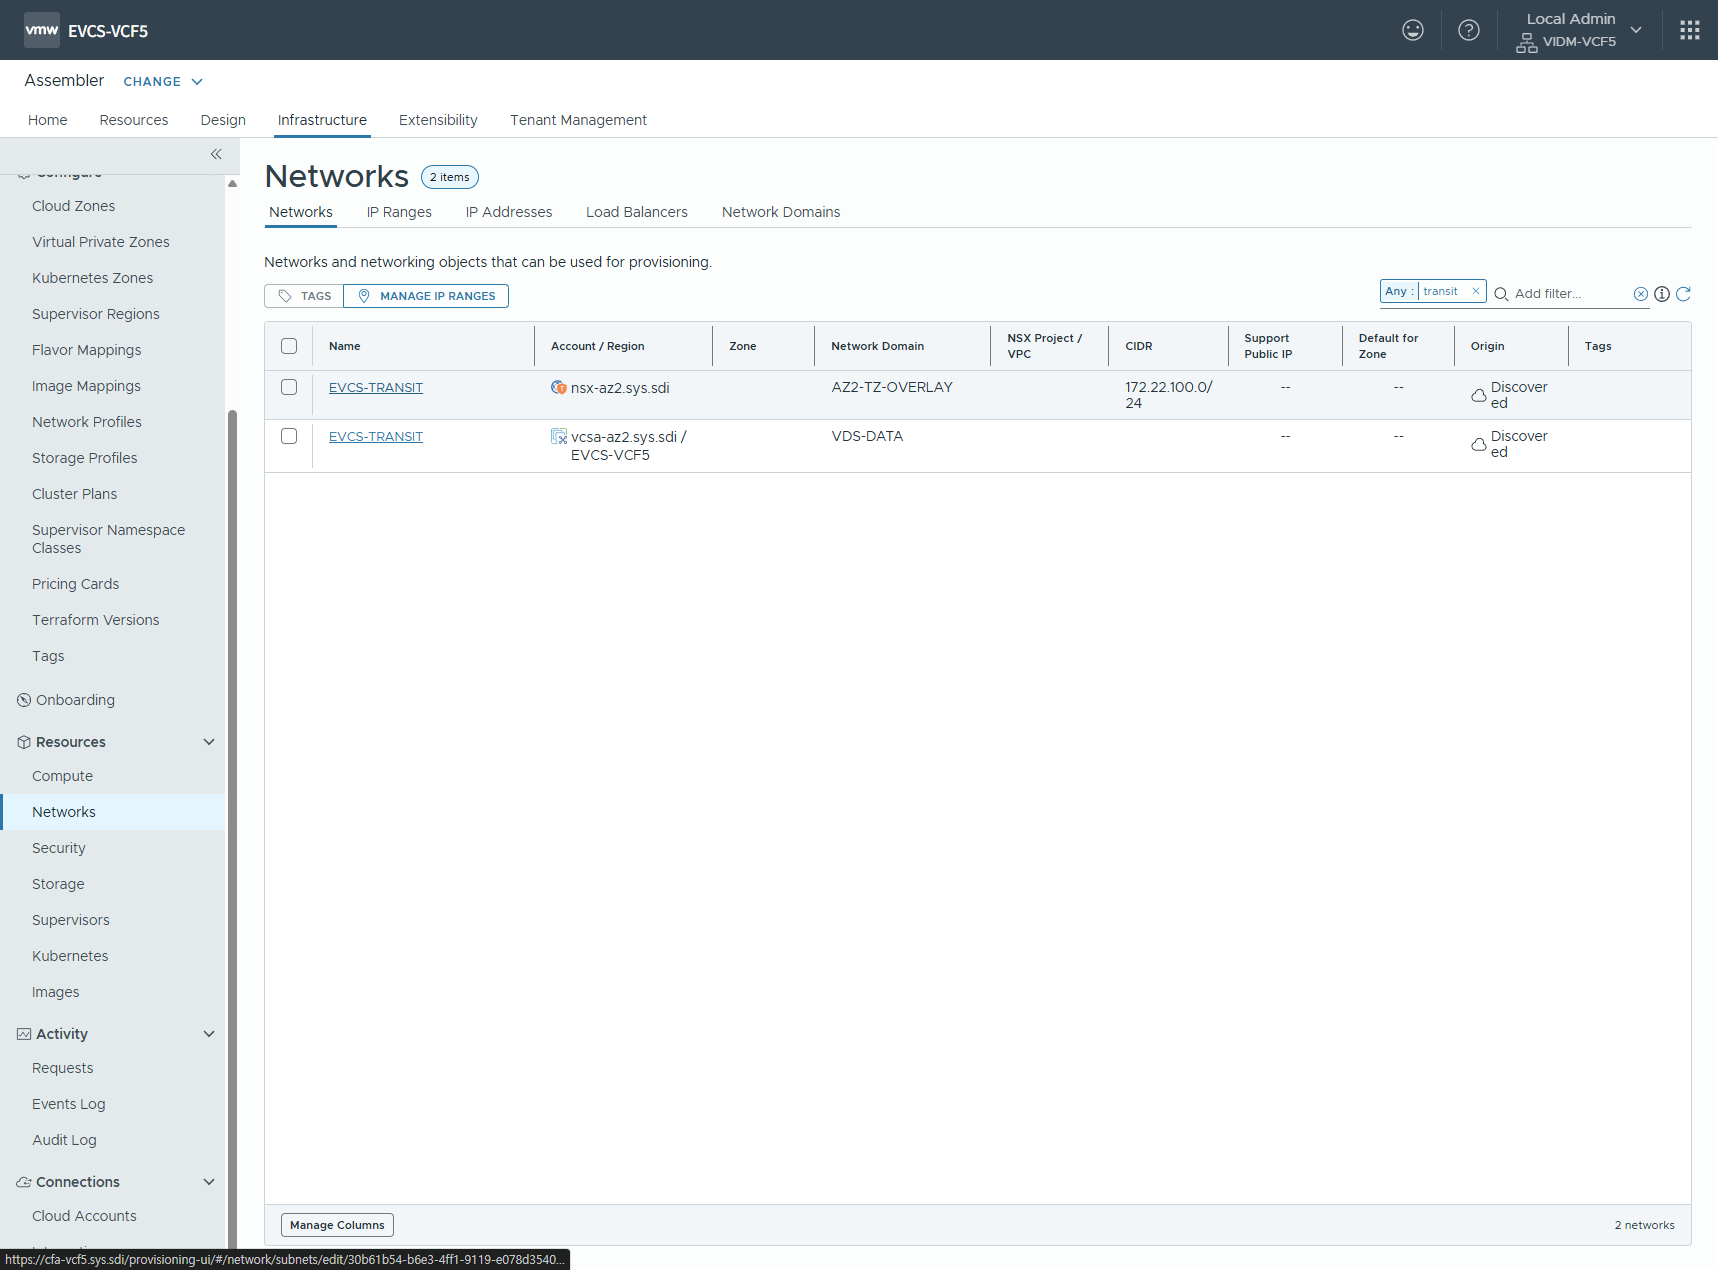 vmw EVCS-VCF5
Local Admin
VIDM-VCF5
Assembler CHANGE
Home Resources Design Infrastructure Extensibility Tenant Management
Configure
Cloud Zones
Virtual Private Zones
Kubernetes Zones
Supervisor Regions
Flavor Mappings
Image Mappings
Network Profiles
Storage Profiles
Cluster Plans
Supervisor Namespace
Classes
Pricing Cards
Terraform Versions
Tags
Onboarding
Resources
Compute
Networks
Security
Storage
Supervisors
Kubernetes
Images
Activity
Requests
Events Log
Audit Log
Connections
Cloud Accounts
Networks 2 items
Networks IP Ranges IP Addresses Load Balancers Network Domains
Networks and networking objects that can be used for provisioning.
TAGS MANAGE IP RANGES
Any : transit × Add filter...
Name Account / Region Zone Network Domain NSX Project / VPC CIDR Support Public IP Default for Zone Origin Tags
EVCS-TRANSIT nsx-az2.sys.sdi AZ2-TZ-OVERLAY 172.22.100.0/ -- -- Discover
24 ed
EVCS-TRANSIT vcsa-az2.sys.sdi / VDS-DATA -- -- Discover
EVCS-VCF5 ed
Manage Columns 2 networks
https://cfa-vcf5.sys.sdi/provisioning-ui/#/network/subnets/edit/30b61b54-b6e3-4ff1-9119-e078d3540...